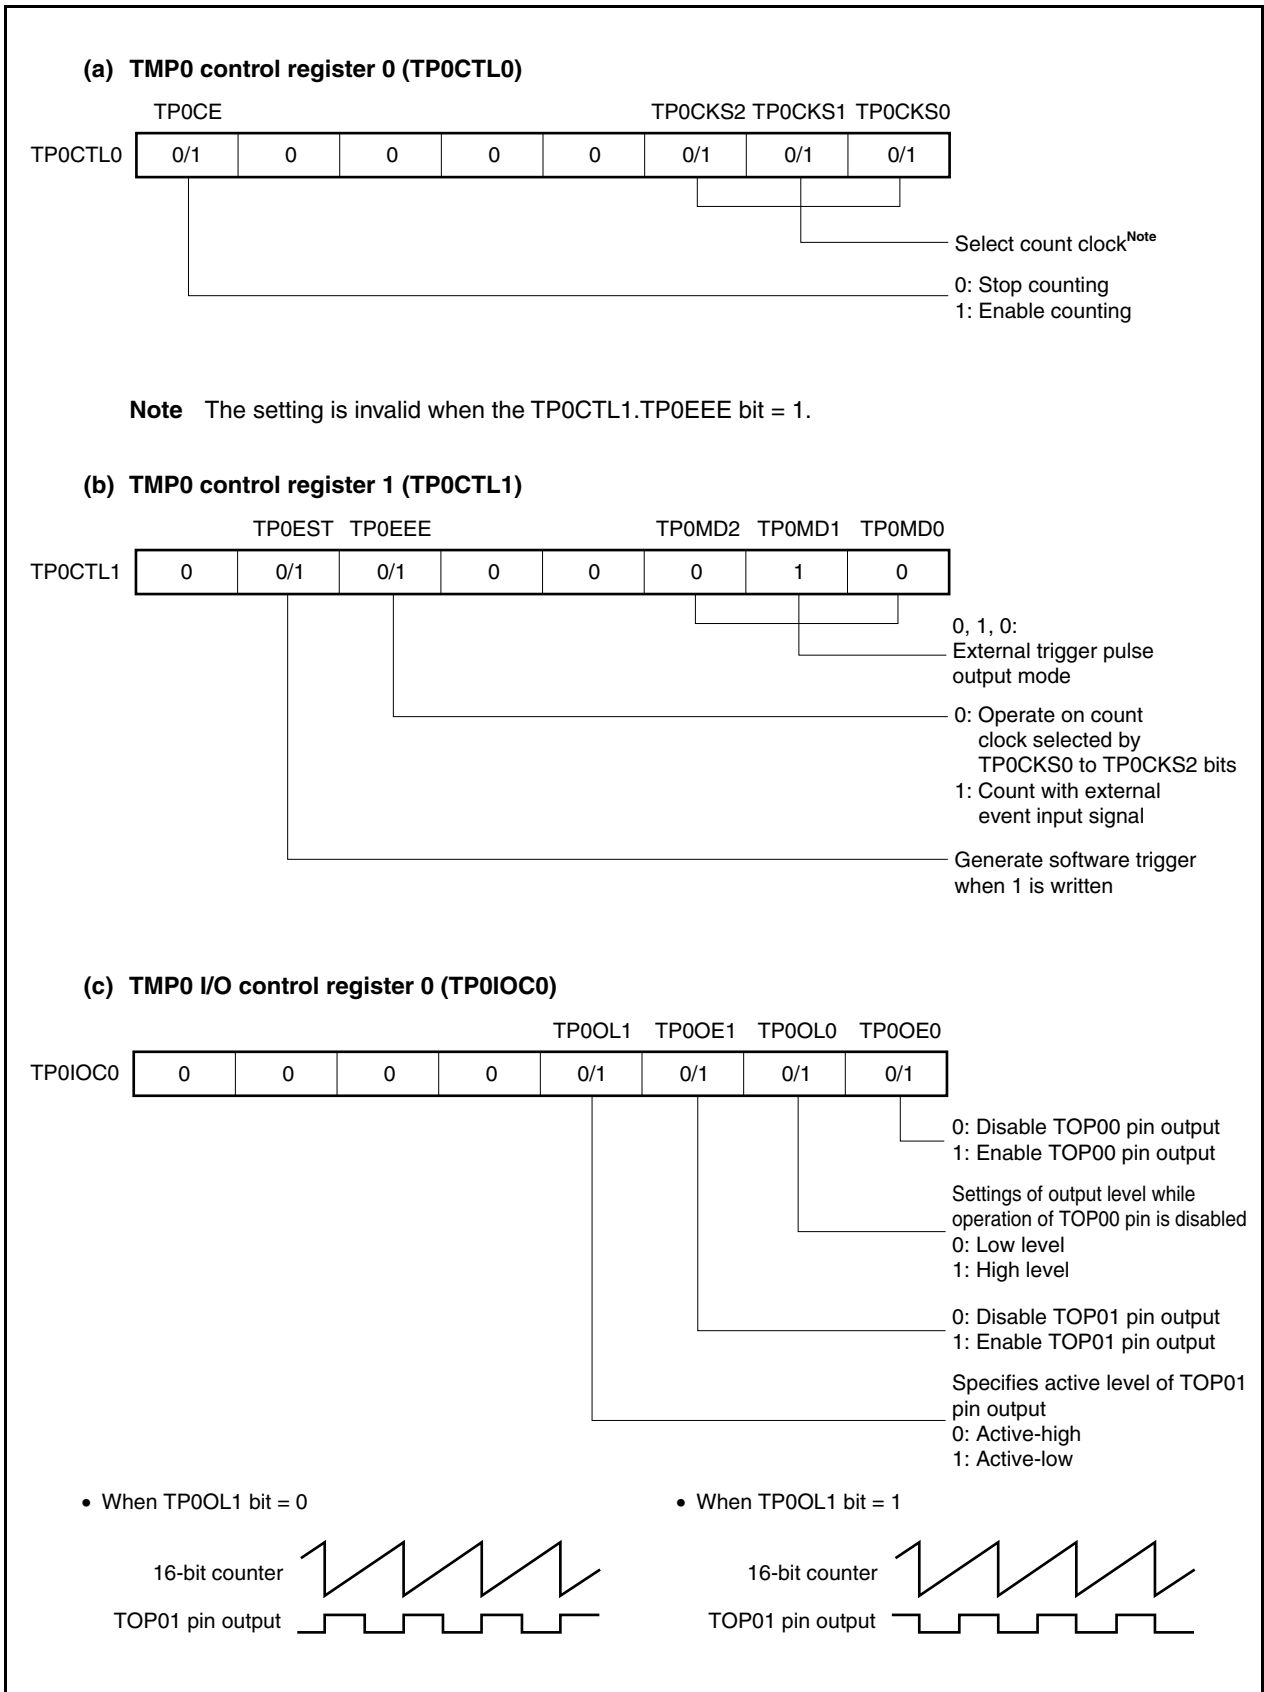 (a) TMP0 control register 0 (TP0CTL0)
TP0CE TP0CKS2 TP0CKS1 TP0CKS0
TP0CTL0 0/1 0 0 0 0 0/1 0/1 0/1
Select count clockNote
0: Stop counting
1: Enable counting
Note The setting is invalid when the TP0CTL1.TP0EEE bit = 1.
(b) TMP0 control register 1 (TP0CTL1)
TP0EST TP0EEE TP0MD2 TP0MD1 TP0MD0
TP0CTL1 0 0/1 0/1 0 0 0 1 0
0, 1, 0:
External trigger pulse
output mode
0: Operate on count
clock selected by
TP0CKS0 to TP0CKS2 bits
1: Count with external
event input signal
Generate software trigger
when 1 is written
(c) TMP0 I/O control register 0 (TP0IOC0)
TP0OL1 TP0OE1 TP0OL0 TP0OE0
TP0IOC0 0 0 0 0 0/1 0/1 0/1 0/1
0: Disable TOP00 pin output
1: Enable TOP00 pin output
Settings of output level while
operation of TOP00 pin is disabled
0: Low level
1: High level
0: Disable TOP01 pin output
1: Enable TOP01 pin output
Specifies active level of TOP01
pin output
0: Active-high
1: Active-low
• When TP0OL1 bit = 0
16-bit counter
TOP01 pin output
• When TP0OL1 bit = 1
16-bit counter
TOP01 pin output